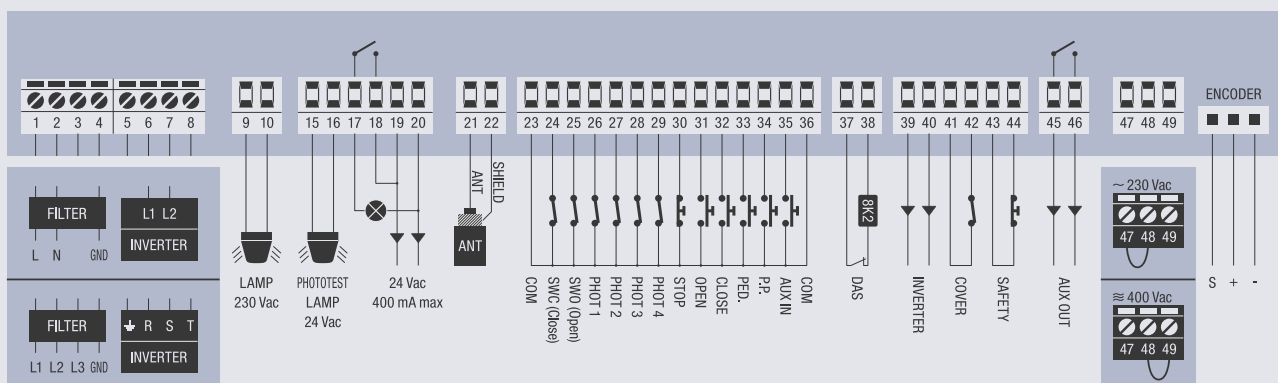 ENCODER
1 2 3 4 5 6 7 8
9 10
15 16 17 18 19 20
21 22
23 24 25 26 27 28 29 30 31 32 33 34 35 36
37 38
39 40 41 42 43 44
45 46
47 48 49
FILTER
L N GND
L1 L2
INVERTER
FILTER
L1 L2 L3 GND
R S T
INVERTER
LAMP
230 Vac
PHOTOTEST
LAMP
24 Vac
24 Vac
400 mA max
ANT
SHIELD
ANT
COM
SWC (Close)
SWO (Open)
PHOT 1
PHOT 2
PHOT 3
PHOT 4
STOP
OPEN
CLOSE
PED.
P.P.
AUX IN
COM
8K2
DAS
INVERTER
COVER
SAFETY
AUX OUT
~ 230 Vac
47 48 49
≋ 400 Vac
47 48 49
S + -